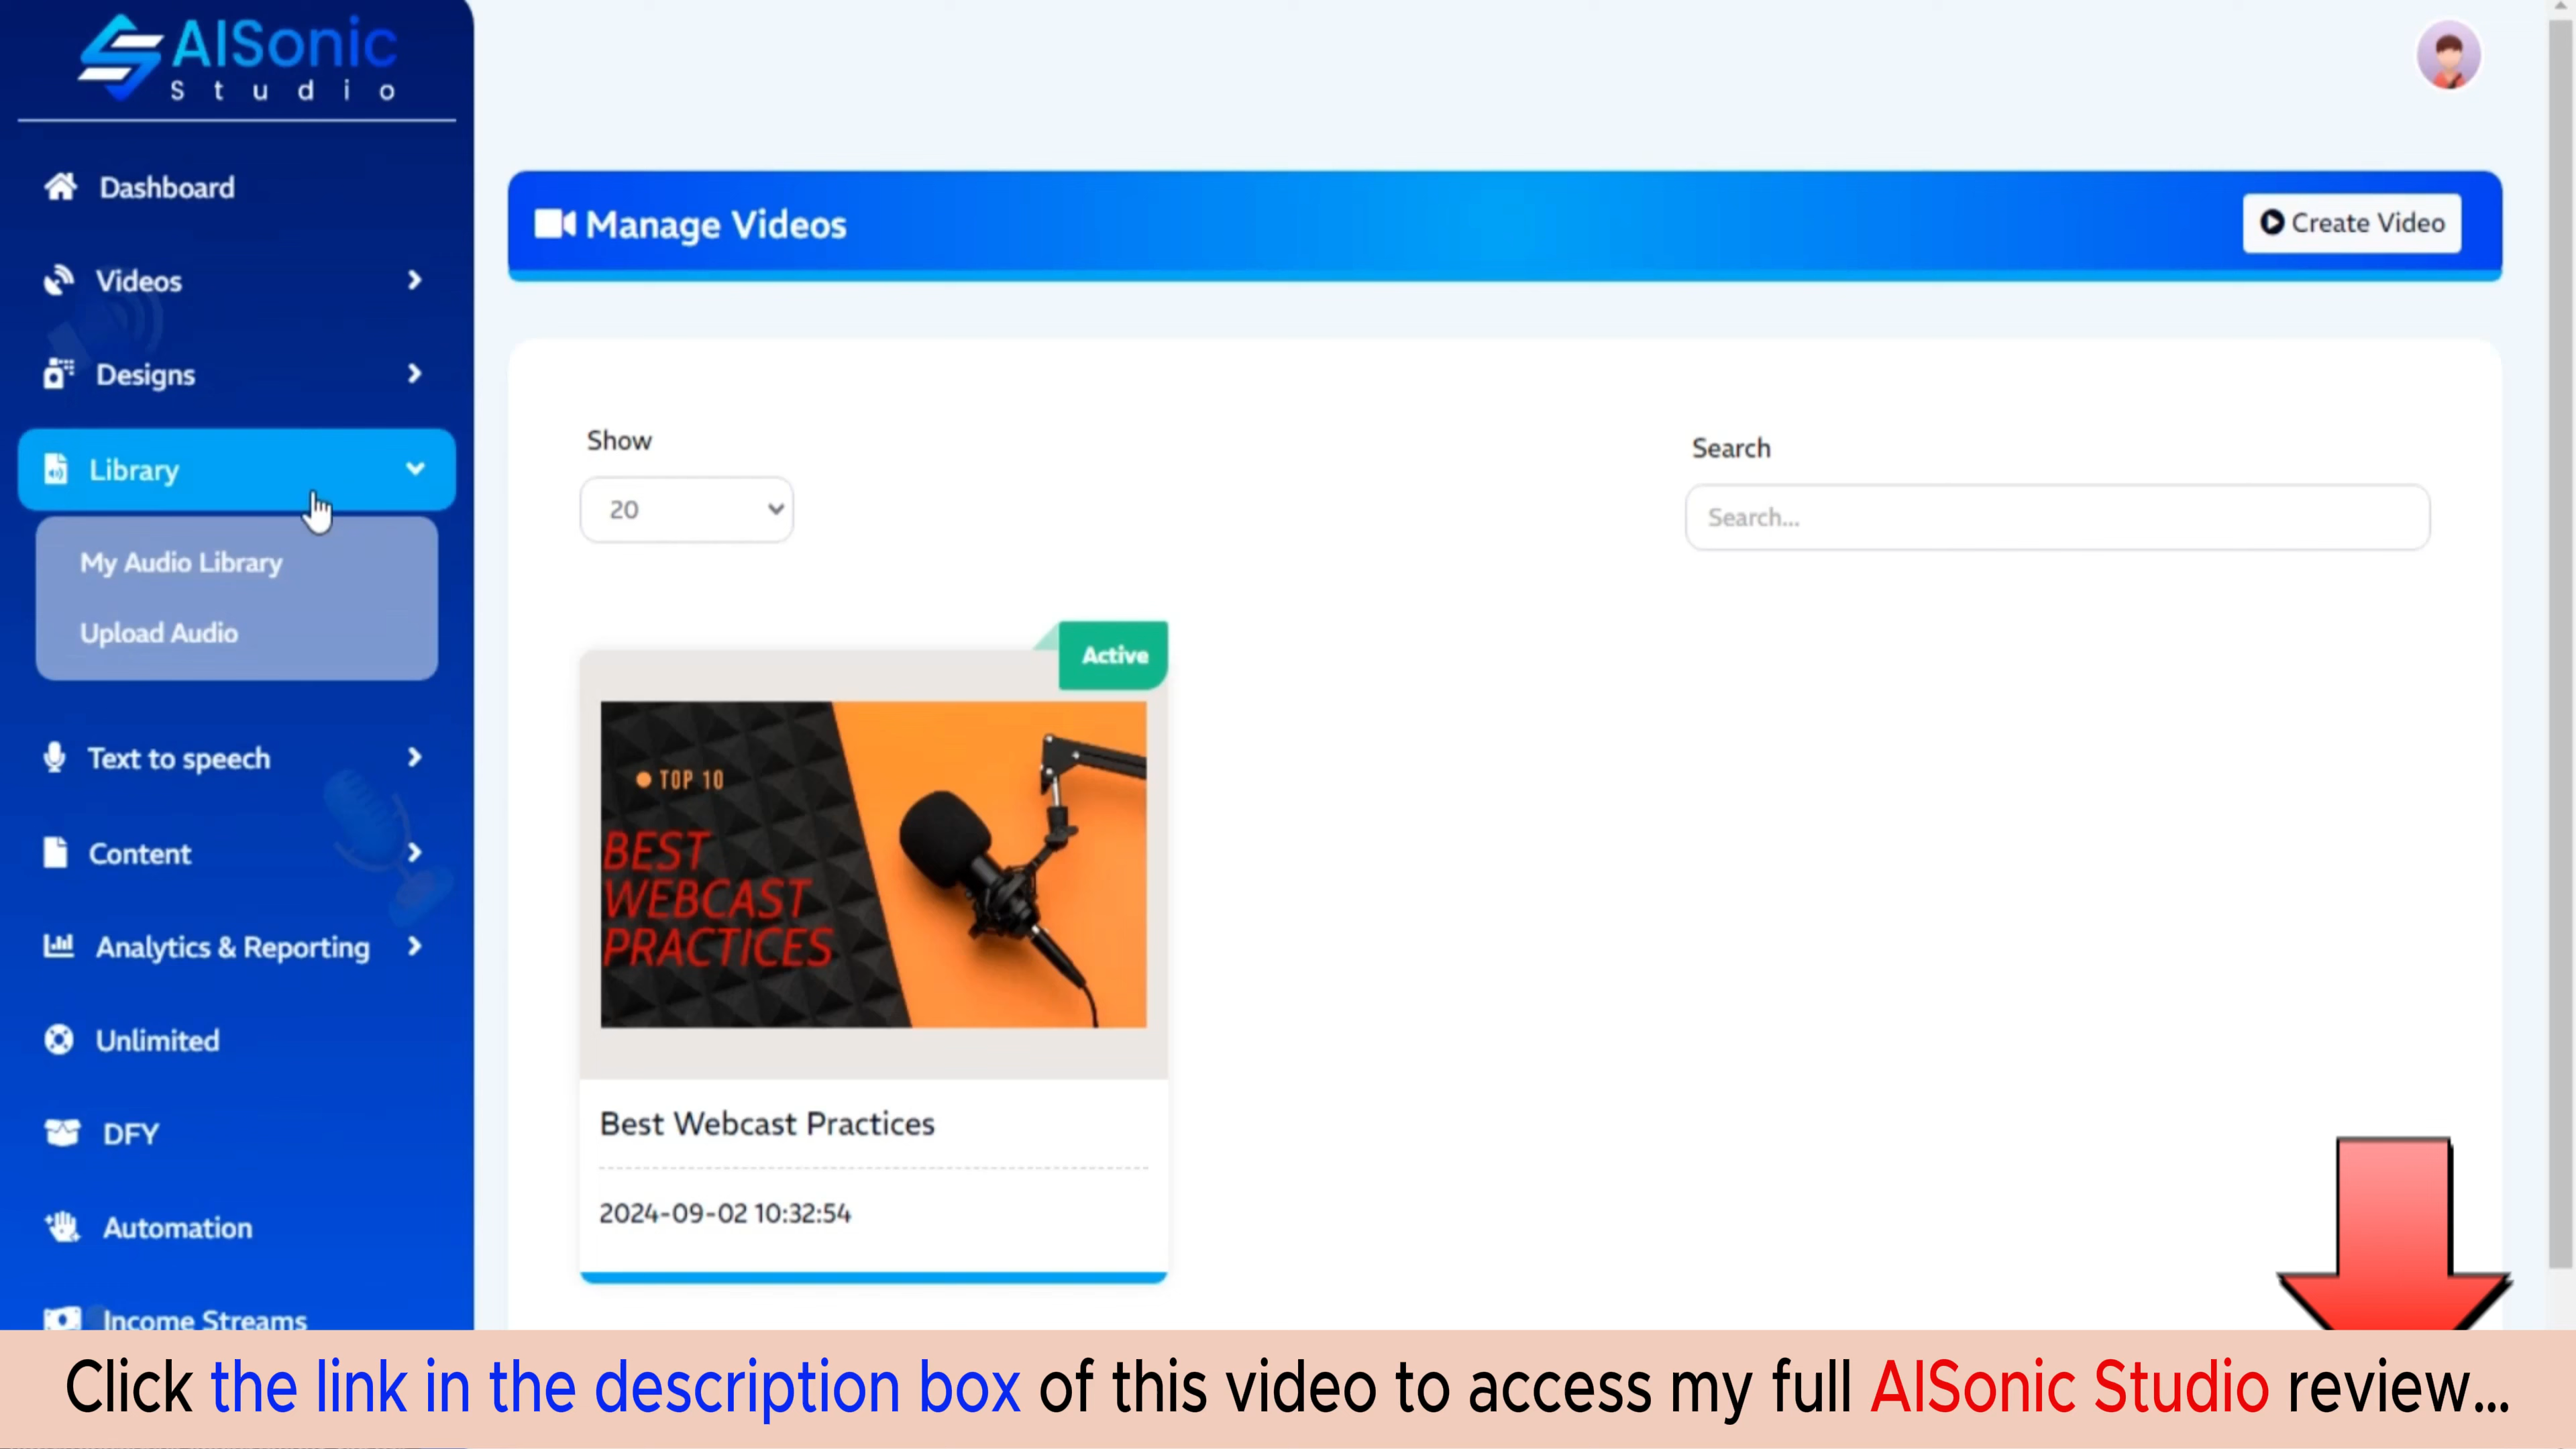 AISonic
Studio
Dashboard
Videos
Designs
Library
My Audio Library
Upload Audio
Text to speech
Content
Analytics & Reporting
Unlimited
DFY
Automation
Income Streams
Manage Videos
Create Video
Show
20
Search
Search...
Active
TOP 10
BEST
WEBCAST
PRACTICES
Best Webcast Practices
2024-09-02 10:32:54
Click the link in the description box of this video to access my full AISonic Studio review...